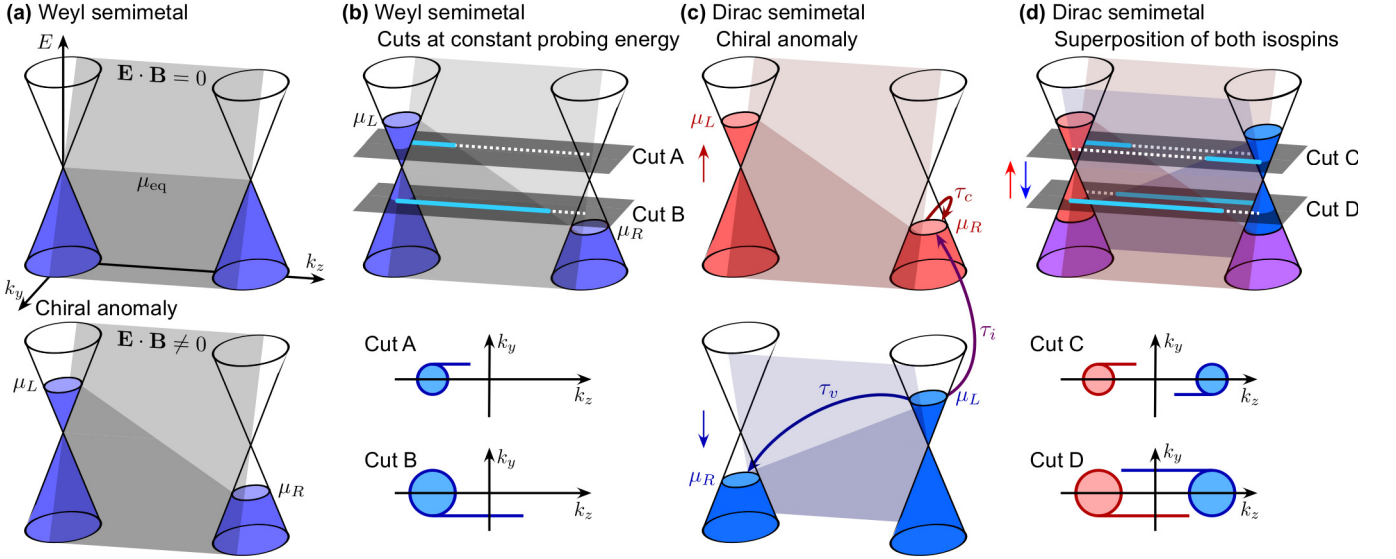 (a) Weyl semimetal
E
E · B = 0
μeq
kz
ky
Chiral anomaly
E · B ≠ 0
μL
μR
(b) Weyl semimetal
Cuts at constant probing energy
μL
Cut A
Cut B
μR
Cut A
ky
kz
Cut B
ky
kz
(c) Dirac semimetal
Chiral anomaly
μL
τc
μR
τi
τv
μL
μR
(d) Dirac semimetal
Superposition of both isospins
Cut C
Cut D
Cut C
ky
kz
Cut D
ky
kz